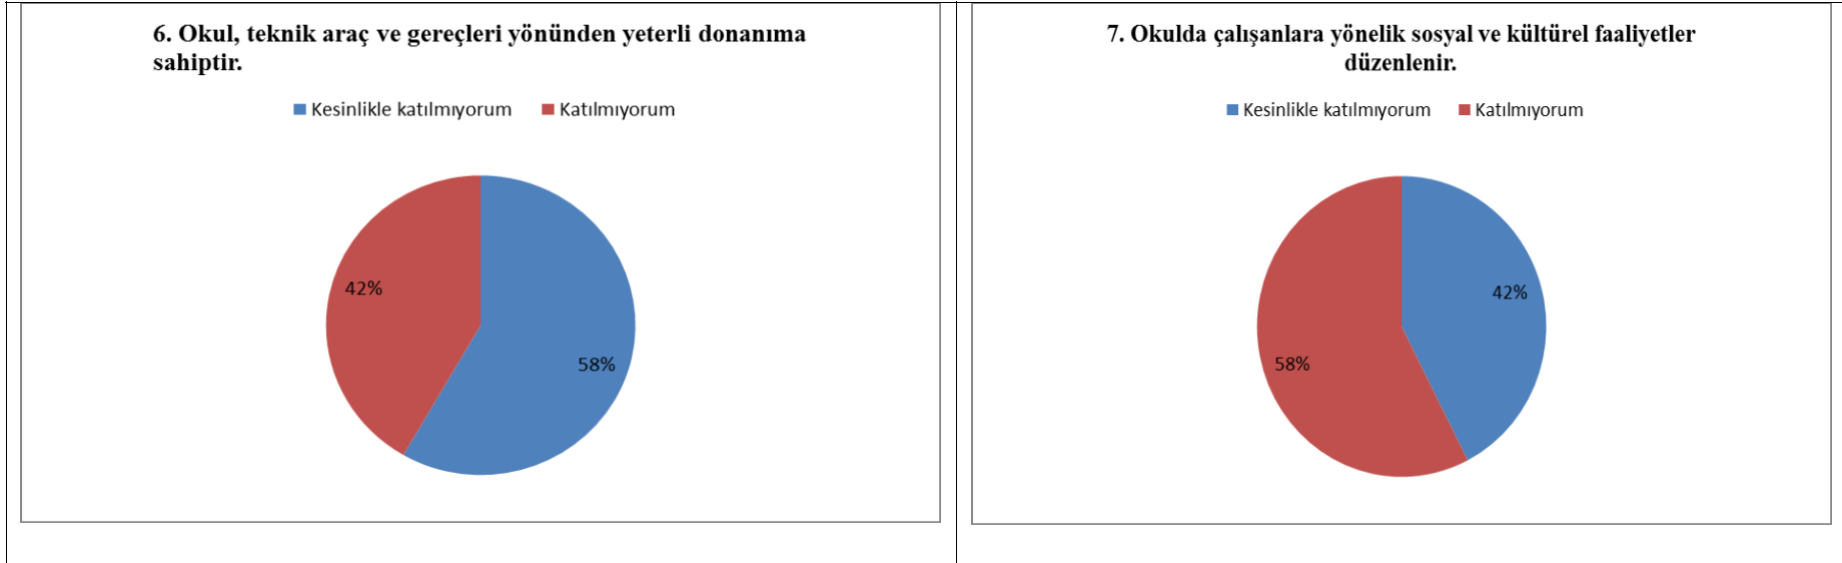 6. Okul, teknik araç ve gereçleri yönünden yeterli donanıma
sahiptir.
Kesinlikle katılmıyorum Katılmıyorum
42%
58%
7. Okulda çalışanlara yönelik sosyal ve kültürel faaliyetler
düzenlenir.
Kesinlikle katılmıyorum Katılmıyorum
42%
58%